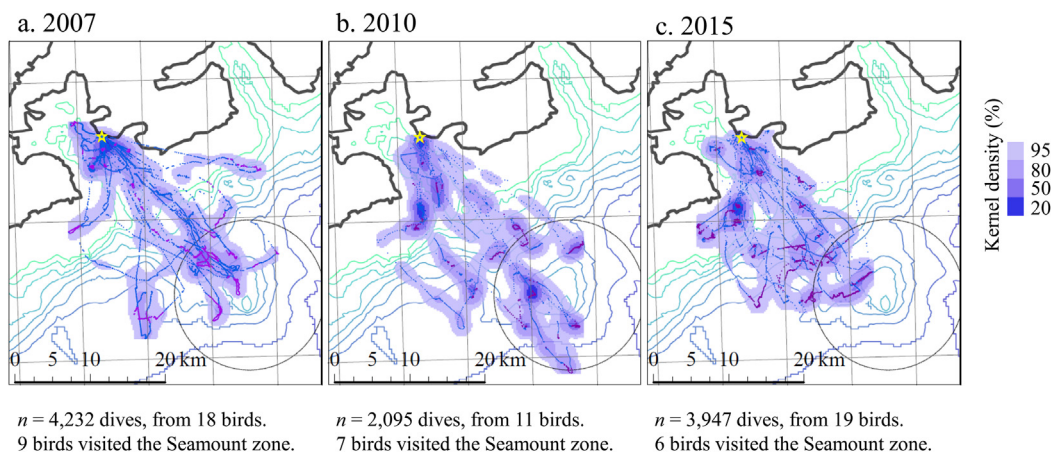 a. 2007
b. 2010
c. 2015
0 5 10 20 km
0 5 10 20 km
0 5 10 20 km
Kernel density (%)
95
80
50
20
n = 4,232 dives, from 18 birds.
9 birds visited the Seamount zone.
n = 2,095 dives, from 11 birds.
7 birds visited the Seamount zone.
n = 3,947 dives, from 19 birds.
6 birds visited the Seamount zone.